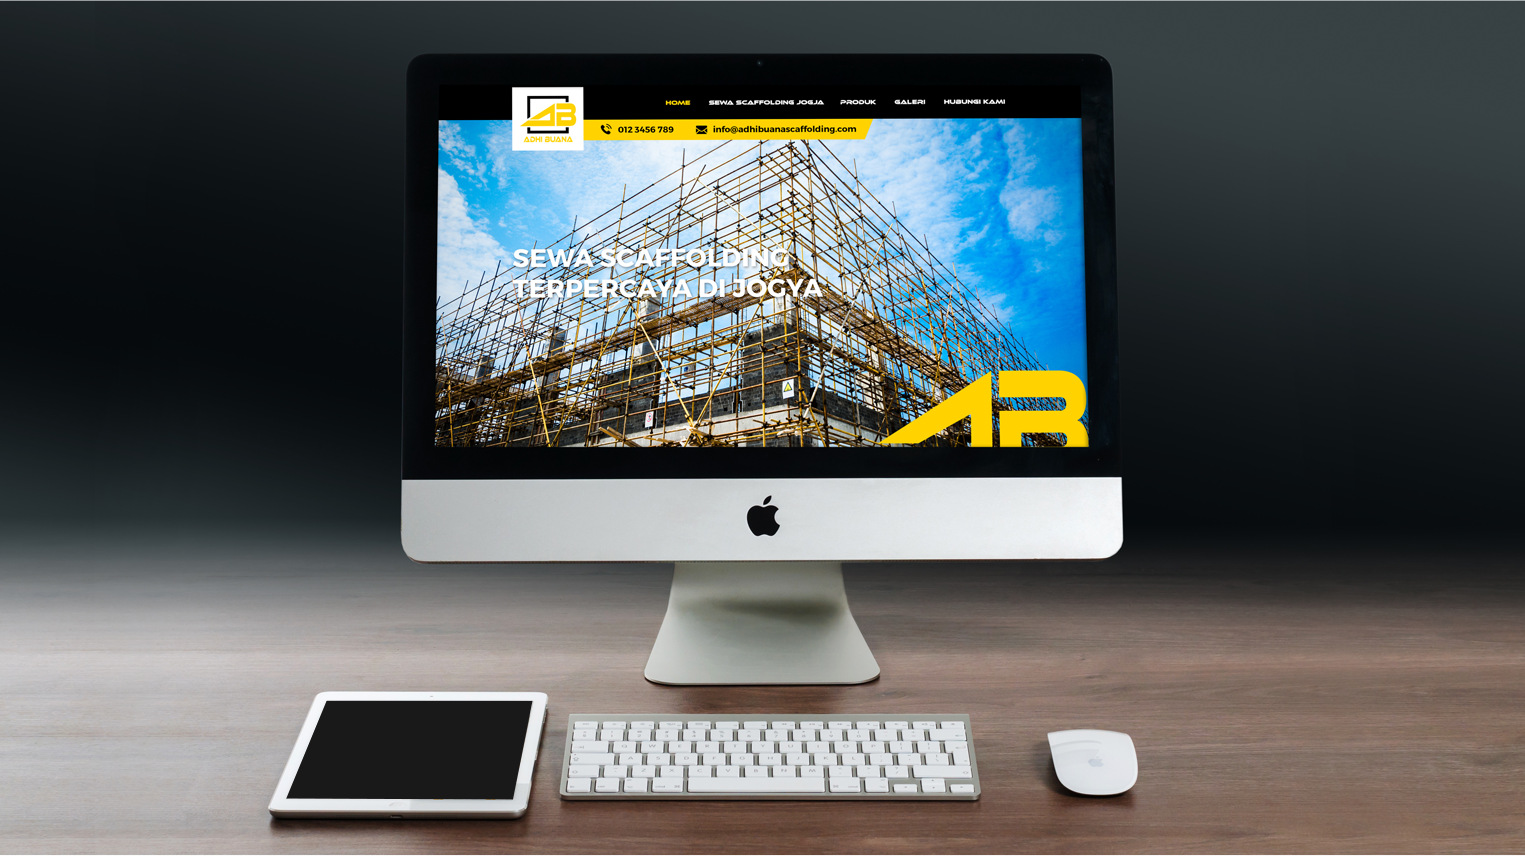 AB
ADHI BUANA
HOME SEWA SCAFFOLDING JOGJA PRODUK GALERI HUBUNGI KAMI
012 3456 789 info@adhibuanascaffolding.com
SEWA SCAFFOLDING
TERPERCAYA DI JOGYA
AB